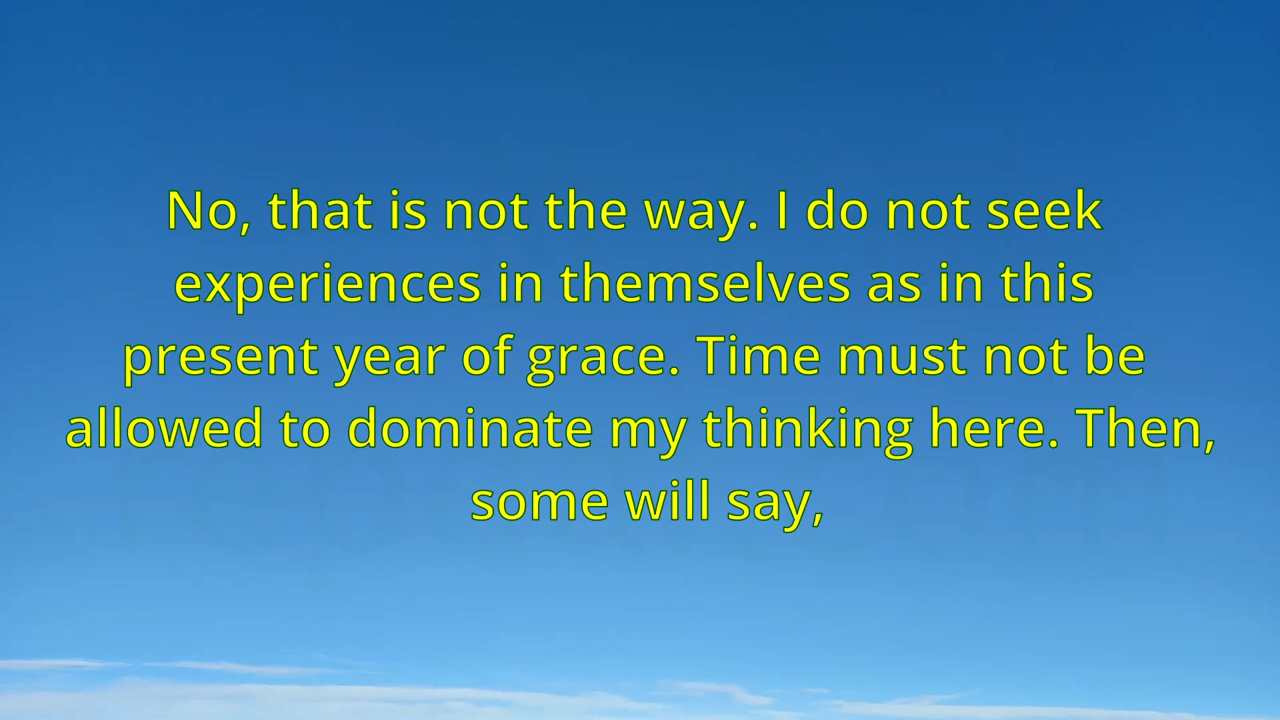 No, that is not the way. I do not seek
experiences in themselves as in this
present year of grace. Time must not be
allowed to dominate my thinking here. Then,
some will say,